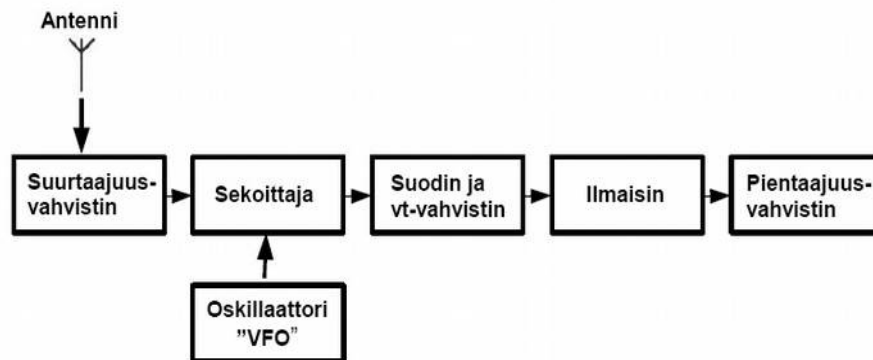 Antenni
Suurtaajuus-
vahvistin
Sekoittaja
Suodin ja
vt-vahvistin
Ilmaisin
Pientaajuus-
vahvistin
Oskillaattori
”VFO”